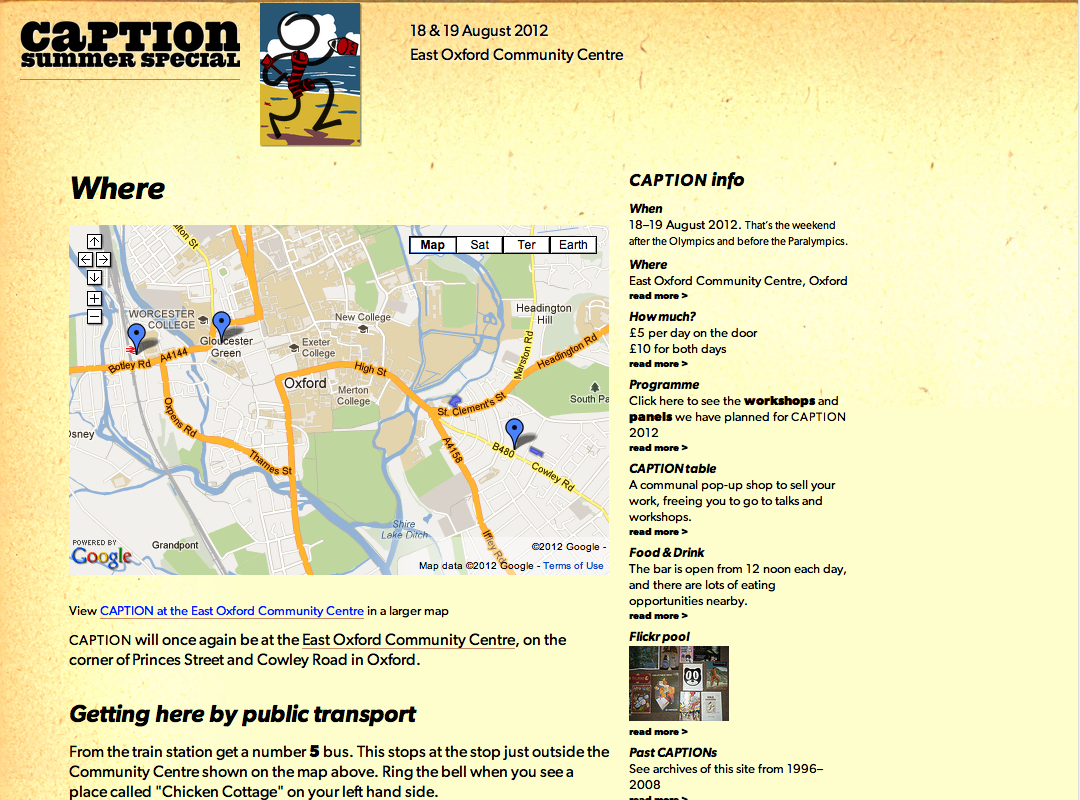 CAPTION
SUMMER SPECIAL
18 & 19 August 2012
East Oxford Community Centre
Where
Map
Sat
Ter
Earth
WORCESTER
COLLEGE
Gloucester
Green
New College
Exeter
College
Headington
Hill
Botley Rd
A4144
High St
Marston Rd
Headington Rd
Oxford
Merton
College
South Pa
St. Clement's St
Oxpens Rd
Osney
Thames St
A4158
B480
Cowley Rd
Shire
Lake Ditch
Iffley Rd
Grandpont
POWERED BY
Google
©2012 Google -
Map data ©2012 Google - Terms of Use
View CAPTION at the East Oxford Community Centre in a larger map
CAPTION will once again be at the East Oxford Community Centre, on the
corner of Princes Street and Cowley Road in Oxford.
Getting here by public transport
From the train station get a number 5 bus. This stops at the stop just outside the
Community Centre shown on the map above. Ring the bell when you see a
place called "Chicken Cottage" on your left hand side.
CAPTION info
When
18–19 August 2012. That's the weekend
after the Olympics and before the Paralympics.
Where
East Oxford Community Centre, Oxford
read more >
How much?
£5 per day on the door
£10 for both days
read more >
Programme
Click here to see the workshops and
panels we have planned for CAPTION
2012
read more >
CAPTION table
A communal pop-up shop to sell your
work, freeing you to go to talks and
workshops.
read more >
Food & Drink
The bar is open from 12 noon each day,
and there are lots of eating
opportunities nearby.
read more >
Flickr pool
read more >
Past CAPTIONs
See archives of this site from 1996–
2008
read more >